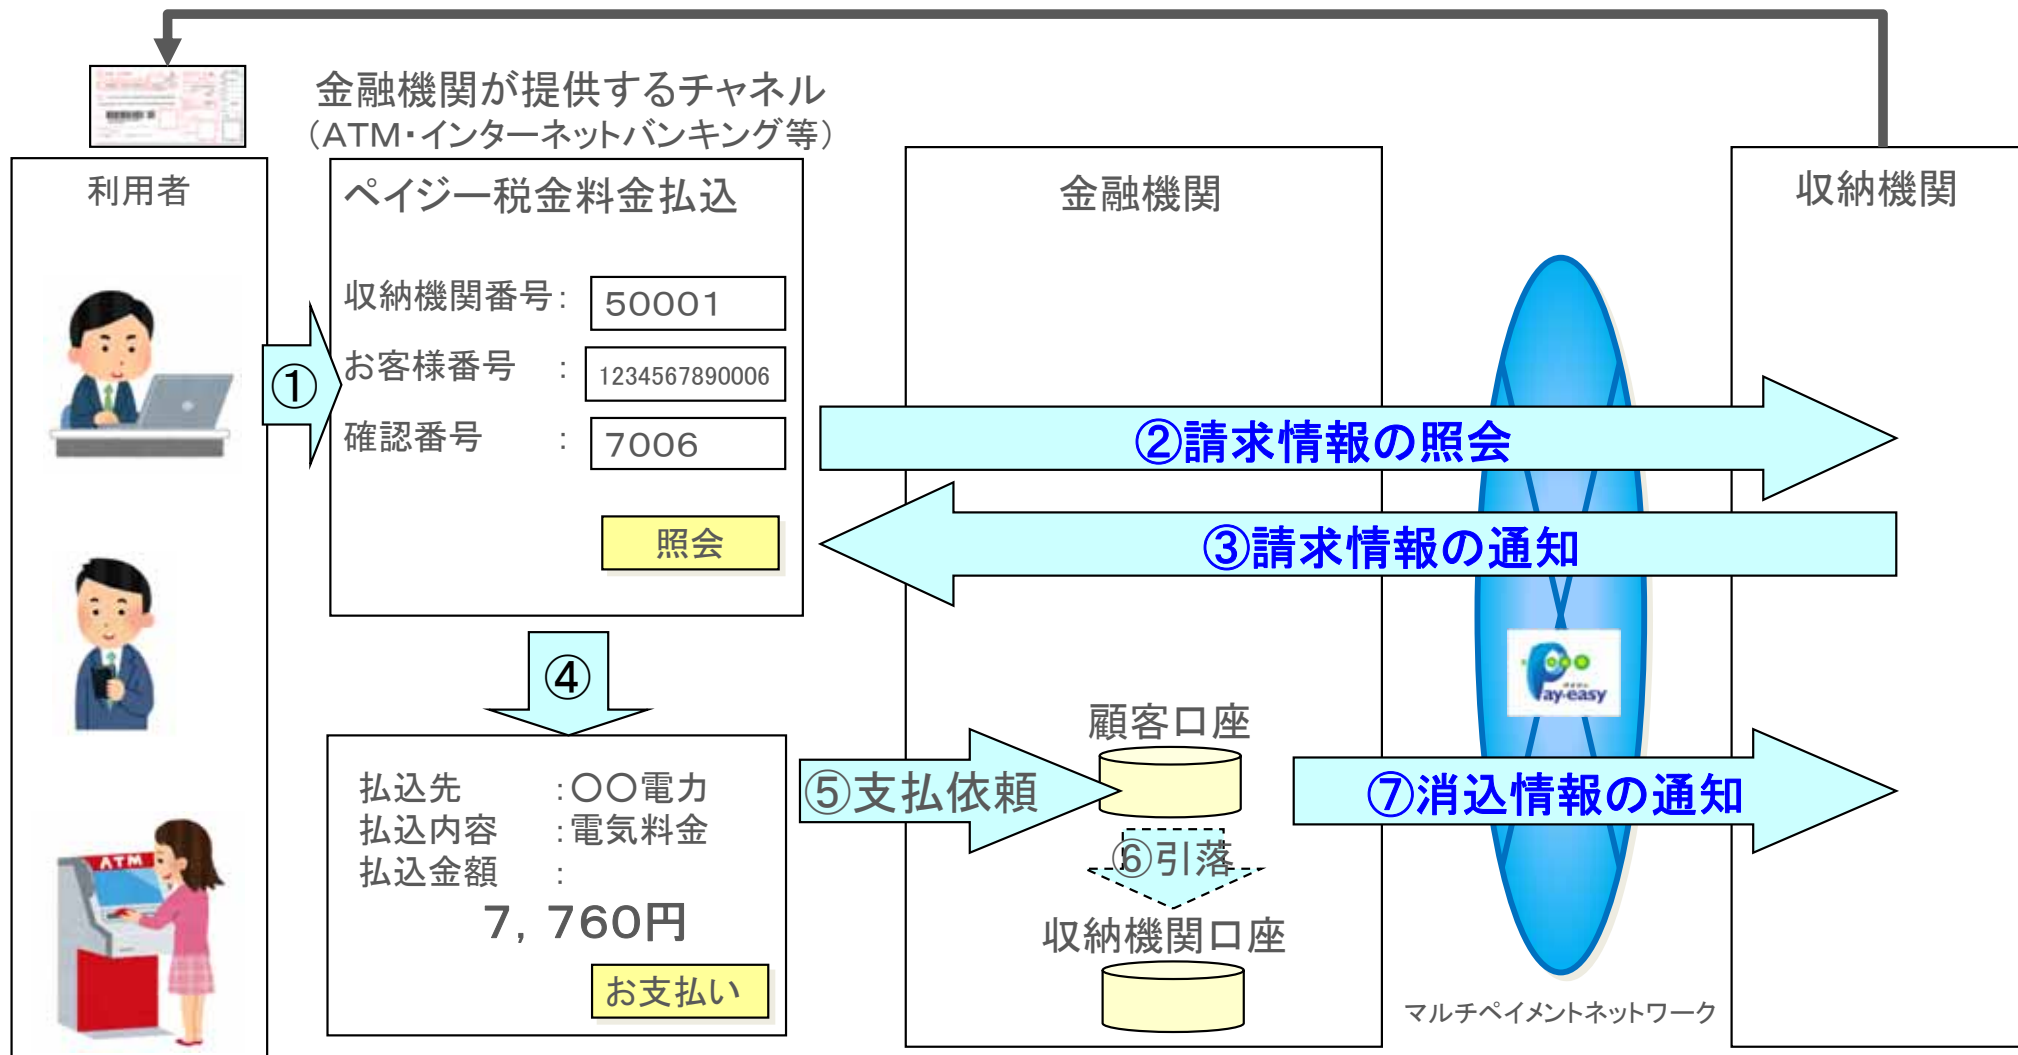 金融機関が提供するチャネル
（ATM・インターネットバンキング等）
利用者
ペイジー税金料金払込
金融機関
収納機関
収納機関番号： 50001
お客様番号 ： 1234567890006
確認番号 ： 7006
照会
①
②請求情報の照会
③請求情報の通知
④
払込先 ：〇〇電力
払込内容 ：電気料金
払込金額 ：
7，760円
お支払い
⑤支払依頼
顧客口座
⑥引落
収納機関口座
⑦消込情報の通知
Pay-easy
マルチペイメントネットワーク
ATM